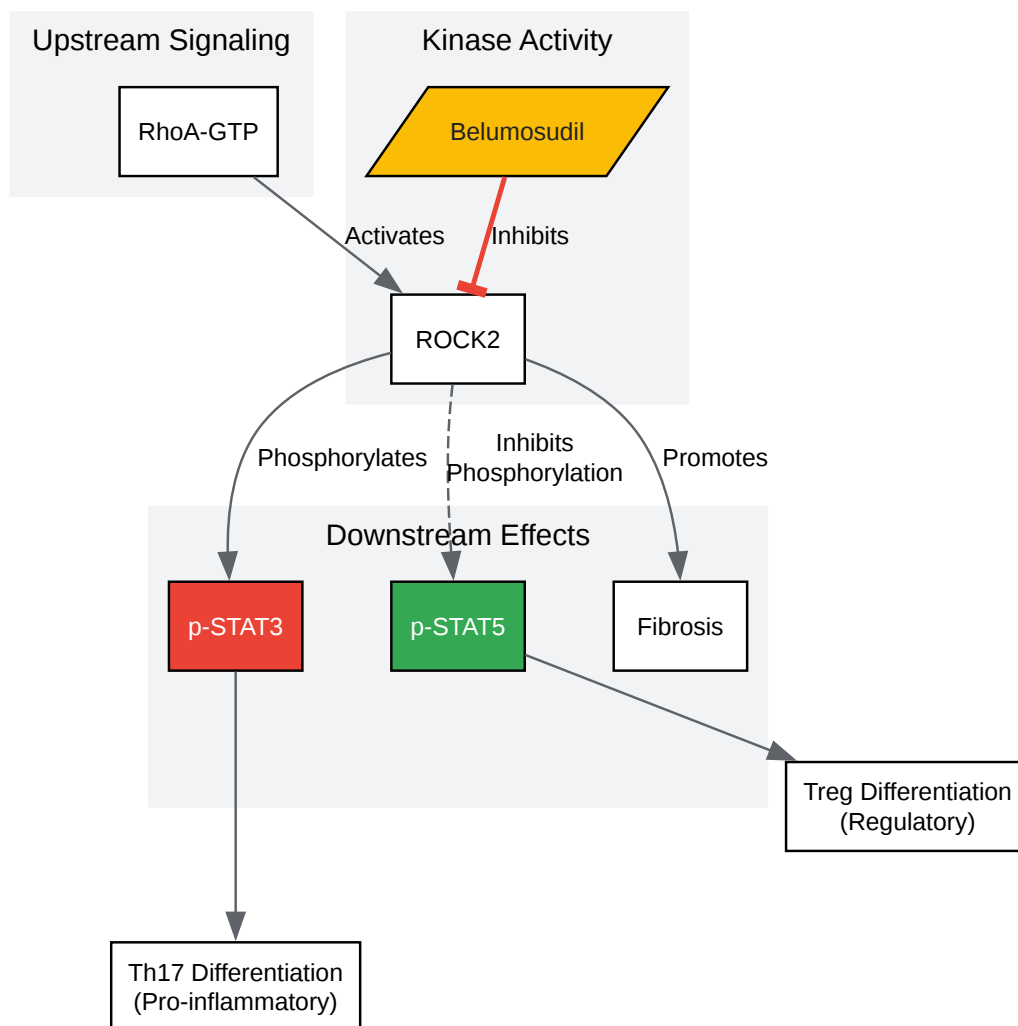 Upstream Signaling
Kinase Activity
RhoA-GTP
Belumosudil
Activates
Inhibits
ROCK2
Phosphorylates
Inhibits
Phosphorylation
Promotes
Downstream Effects
p-STAT3
p-STAT5
Fibrosis
Treg Differentiation
(Regulatory)
Th17 Differentiation
(Pro-inflammatory)